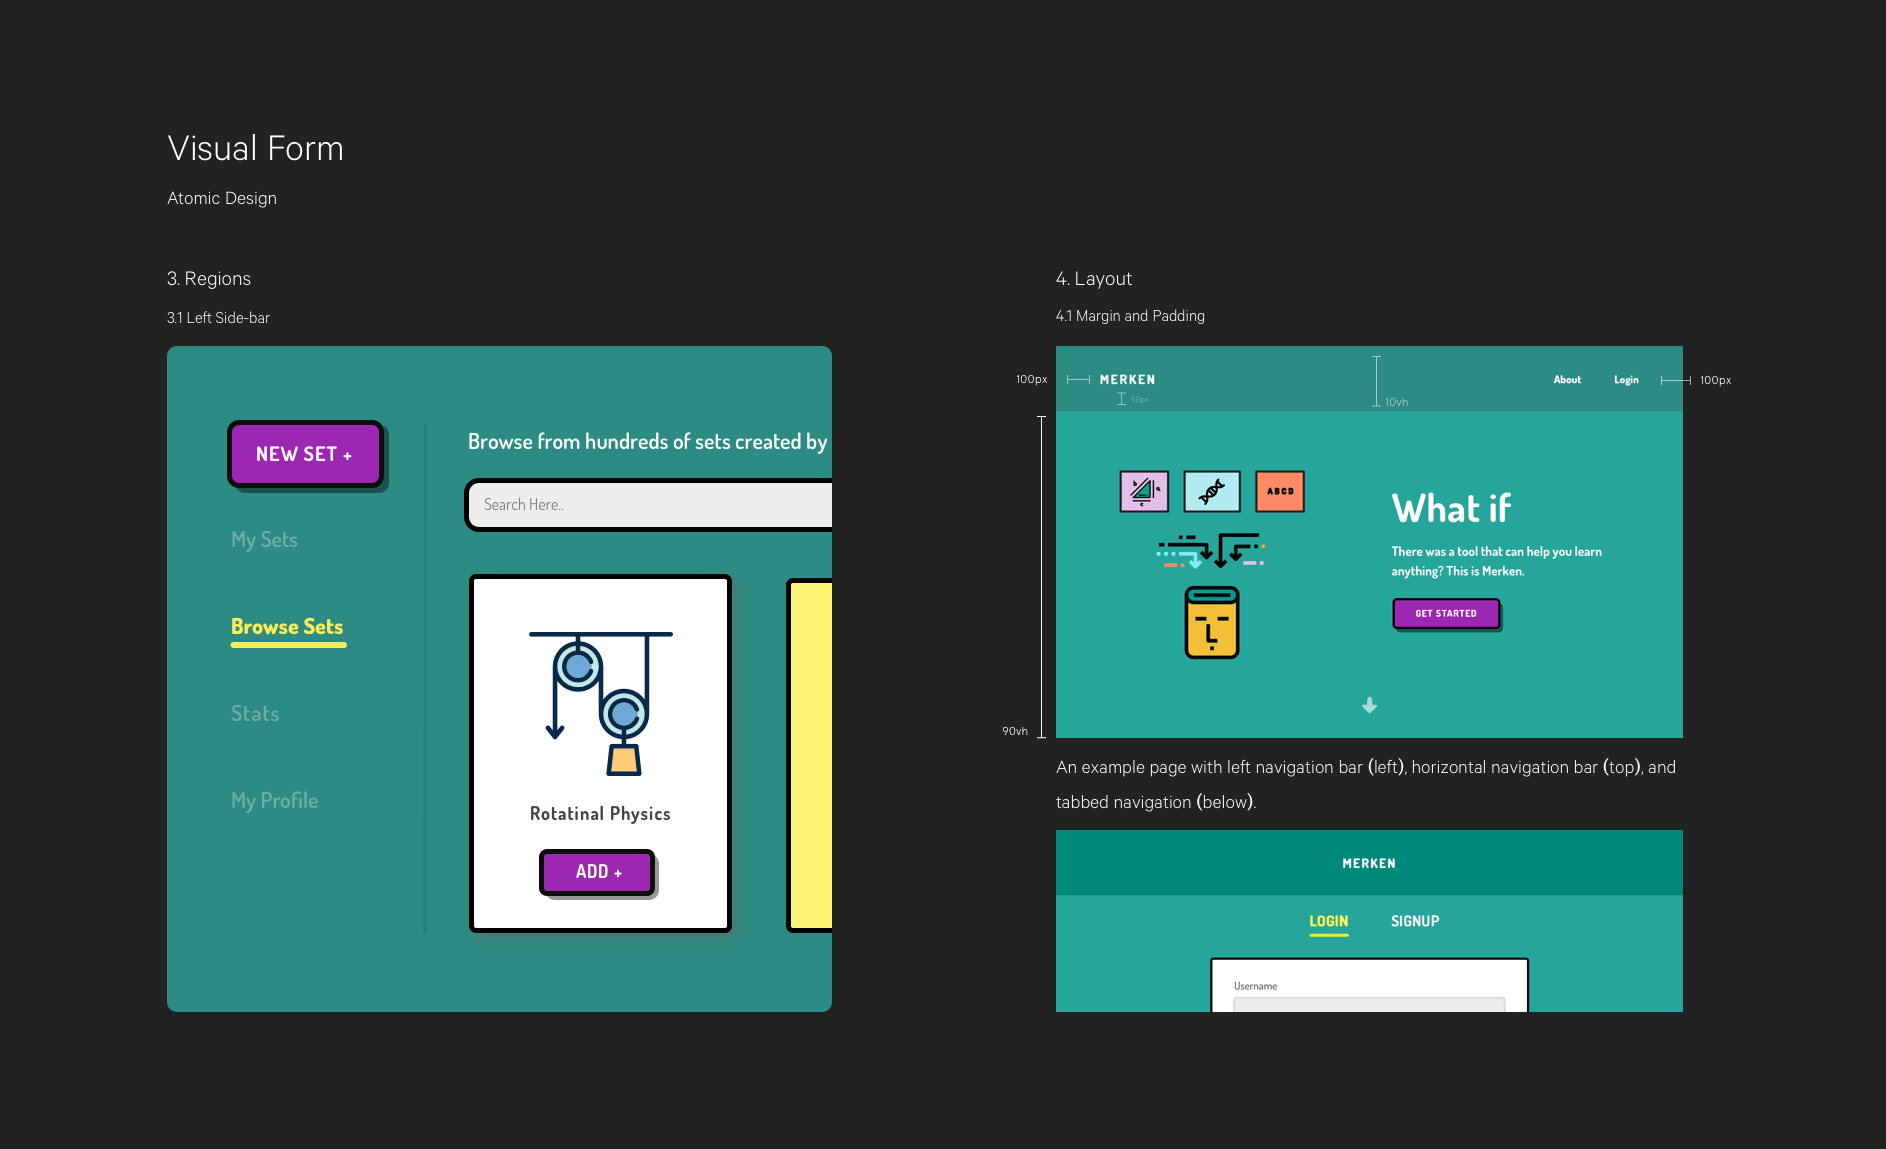 Visual Form
Atomic Design
3. Regions
3.1 Left Side-bar
NEW SET +
My Sets
Browse Sets
Stats
My Profile
Browse from hundreds of sets created by
Search Here..
Rotatinal Physics
ADD +
4. Layout
4.1 Margin and Padding
100px
MERKEN
60px
10vh
About
Login
100px
90vh
b
a
c
ABCD
What if
There was a tool that can help you learn
anything? This is Merken.
GET STARTED
An example page with left navigation bar (left), horizontal navigation bar (top), and
tabbed navigation (below).
MERKEN
LOGIN
SIGNUP
Username